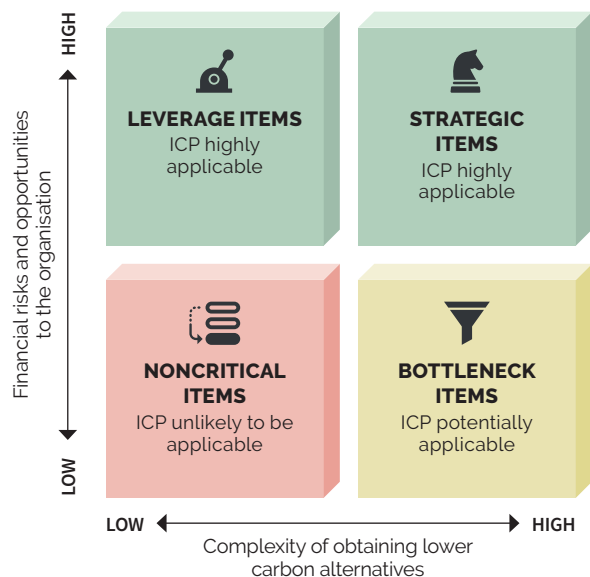 HIGH
Financial risks and opportunities
to the organisation
LOW
LEVERAGE ITEMS
ICP highly
applicable
STRATEGIC
ITEMS
ICP highly
applicable
NONCRITICAL
ITEMS
ICP unlikely to be
applicable
BOTTLENECK
ITEMS
ICP potentially
applicable
LOW
HIGH
Complexity of obtaining lower
carbon alternatives